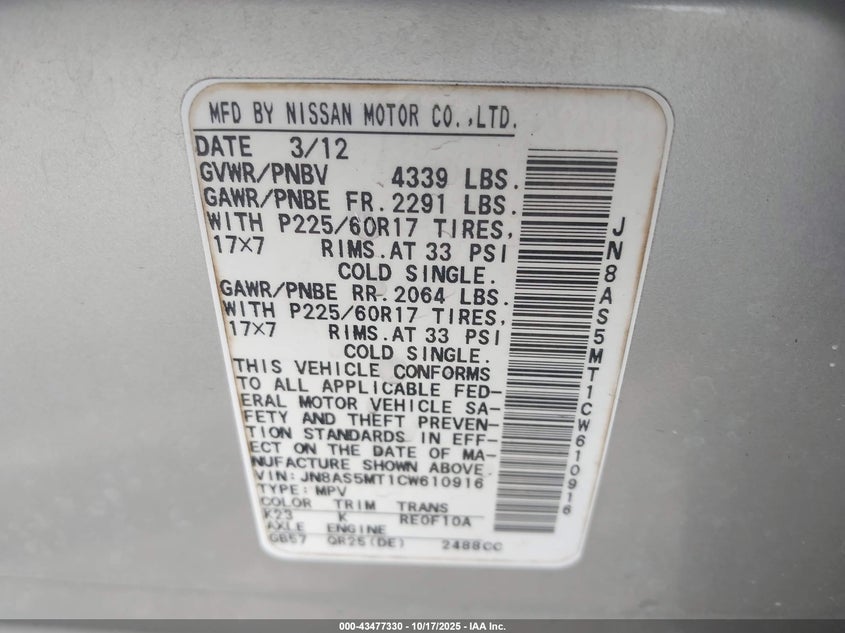 MFD BY NISSAN MOTOR CO.,LTD.
DATE 3/12
GVWR/PNBV 4339 LBS.
GAWR/PNBE FR.2291 LBS.
WITH P225/60R17 TIRES,
17×7 RIMS.AT 33 PSI
COLD SINGLE.
GAWR/PNBE RR.2064 LBS.
WITH P225/60R17 TIRES,
17×7 RIMS.AT 33 PSI
COLD SINGLE.
THIS VEHICLE CONFORMS
TO ALL APPLICABLE FED-
ERAL MOTOR VEHICLE SA-
FETY AND THEFT PREVEN-
TION STANDARDS IN EFF-
ECT ON THE DATE OF MA-
NUFACTURE SHOWN ABOVE.
VIN: JN8AS5MT1CW610916
TYPE: MPV
COLOR TRIM TRANS
K23 K RE0F10A
AXLE ENGINE
GB57 QR25(DE) 2488CC
JN8AS5MT1CW610916
000-43477330 - 10/17/2025 - IAA Inc.